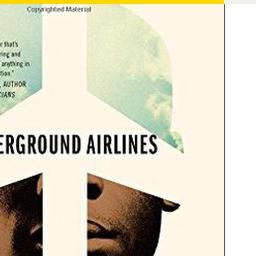 Copyrighted Material
r that's
ring and
anything in
tion."
, AUTHOR
CIANS
ERGROUND AIRLINES